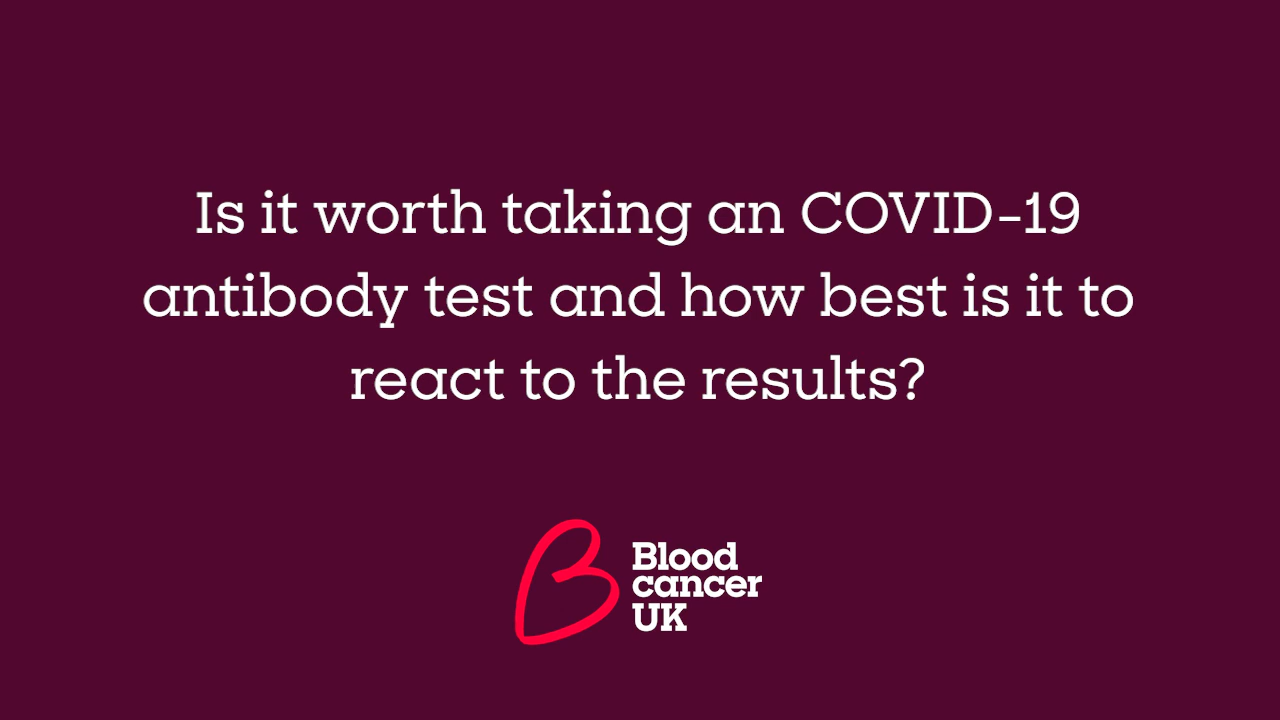 Is it worth taking an COVID-19
antibody test and how best is it to
react to the results?
Blood
cancer
UK